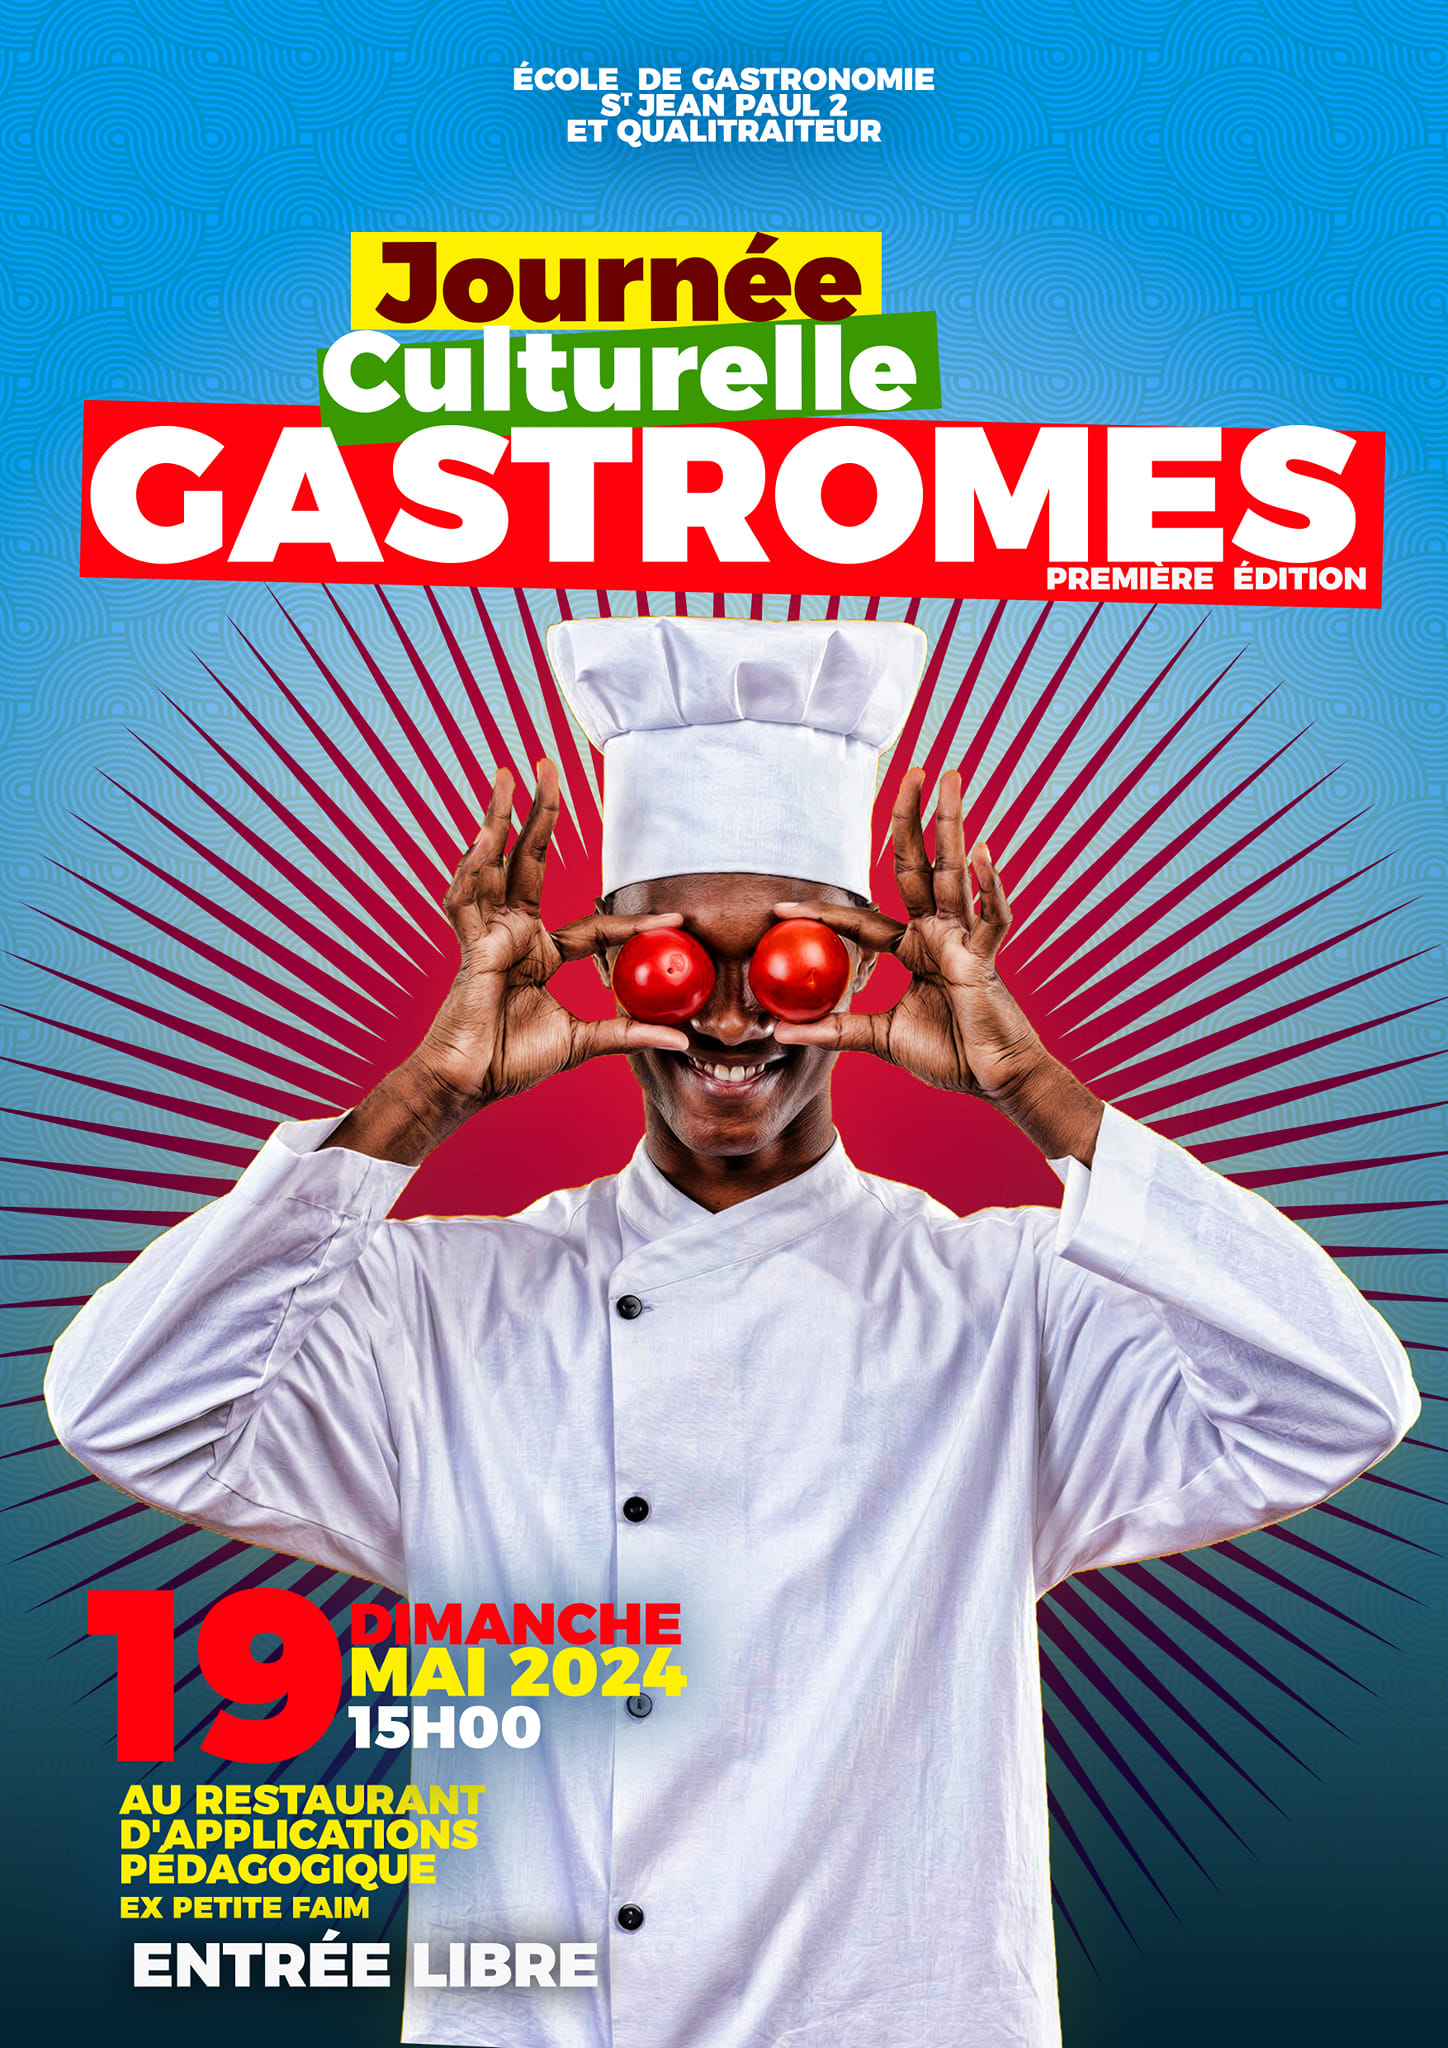 ÉCOLE DE GASTRONOMIE
ST JEAN PAUL 2
ET QUALITRAITEUR
Journée
Culturelle
GASTROMES
PREMIÈRE ÉDITION
19
DIMANCHE
MAI 2024
15H00
AU RESTAURANT
D'APPLICATIONS
PÉDAGOGIQUE
EX PETITE FAIM
ENTRÉE LIBRE